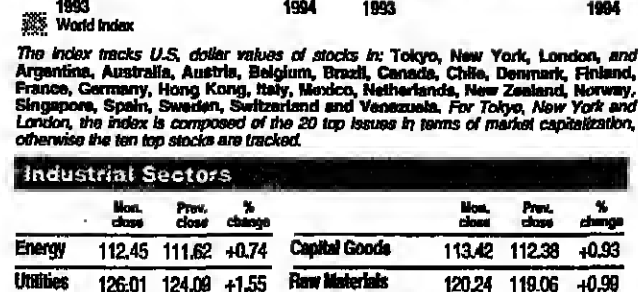 1993 1994 1993 1994
World Index
The index tracks U.S. dollar values of stocks in: Tokyo, New York, London, and
Argentina, Australia, Austria, Belgium, Brazil, Canada, Chile, Denmark, Finland,
France, Germany, Hong Kong, Italy, Mexico, Netherlands, New Zealand, Norway,
Singapore, Spain, Sweden, Switzerland and Venezuela. For Tokyo, New York and
London, the index is composed of the 20 top issues in terms of market capitalization,
otherwise the ten top stocks are tracked.
Industrial Sectors
Mon. Prev. % Mon. Prev. %
close close change close close change
Energy 112.45 111.62 +0.74 Capital Goods 113.42 112.38 +0.93
Utilities 126.01 124.09 +1.55 Raw Materials 120.24 119.06 +0.99